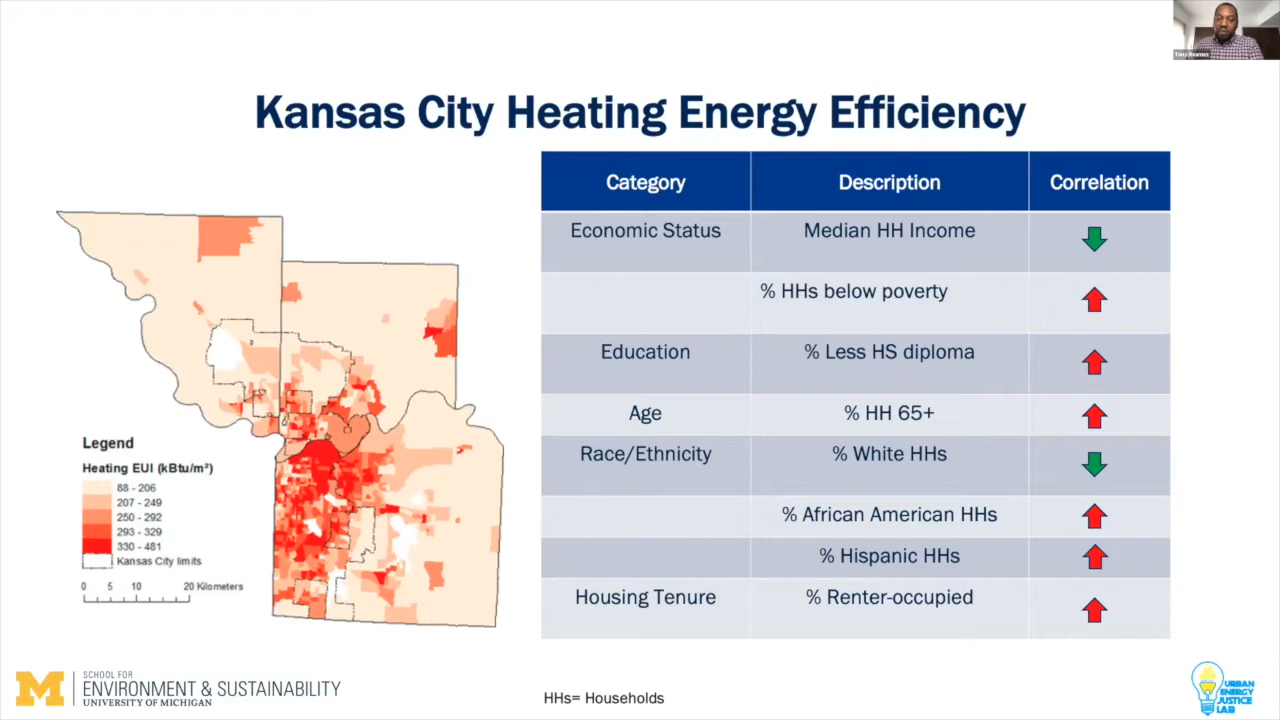 Tony Reames
Kansas City Heating Energy Efficiency
Category Description Correlation
Economic Status Median HH Income
% HHs below poverty
Education % Less HS diploma
Age % HH 65+
Race/Ethnicity % White HHs
% African American HHs
% Hispanic HHs
Housing Tenure % Renter-occupied
Legend
Heating EUI (kBtu/m²)
88 - 206
207 - 249
250 - 292
293 - 329
330 - 481
Kansas City limits
0 5 10 20 Kilometers
M
SCHOOL FOR
ENVIRONMENT & SUSTAINABILITY
UNIVERSITY OF MICHIGAN
HHs= Households
URBAN
ENERGY
JUSTICE
LAB